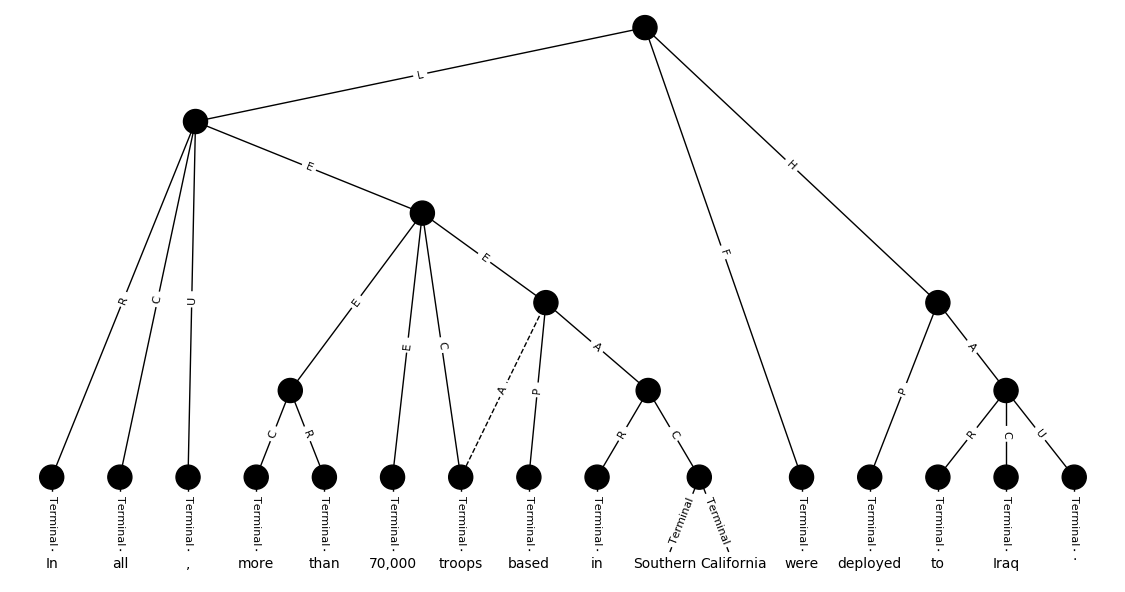 L
E
H
R
C
U
F
E
E
E
C
A
P
A
P
A
C
R
R
C
R
C
U
Terminal Terminal Terminal Terminal Terminal Terminal Terminal Terminal Terminal Terminal Terminal Terminal Terminal Terminal Terminal Terminal
In all , more than 70,000 troops based in Southern California were deployed to Iraq .